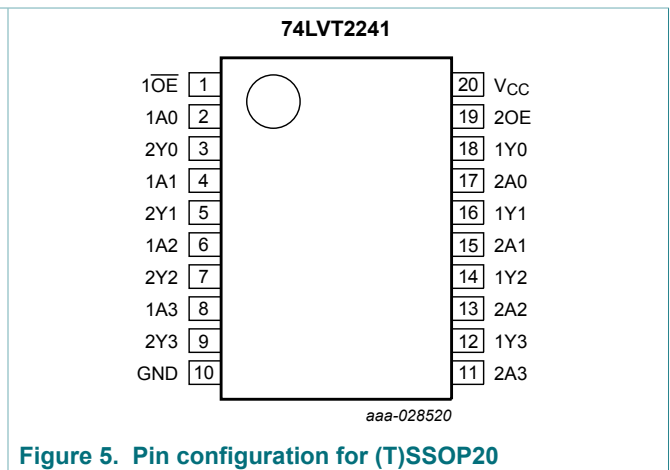 74LVT2241
1O̅E̅ 1 20 VCC
1A0 2 19 2OE
2Y0 3 18 1Y0
1A1 4 17 2A0
2Y1 5 16 1Y1
1A2 6 15 2A1
2Y2 7 14 1Y2
1A3 8 13 2A2
2Y3 9 12 1Y3
GND 10 11 2A3
aaa-028520
Figure 5. Pin configuration for (T)SSOP20